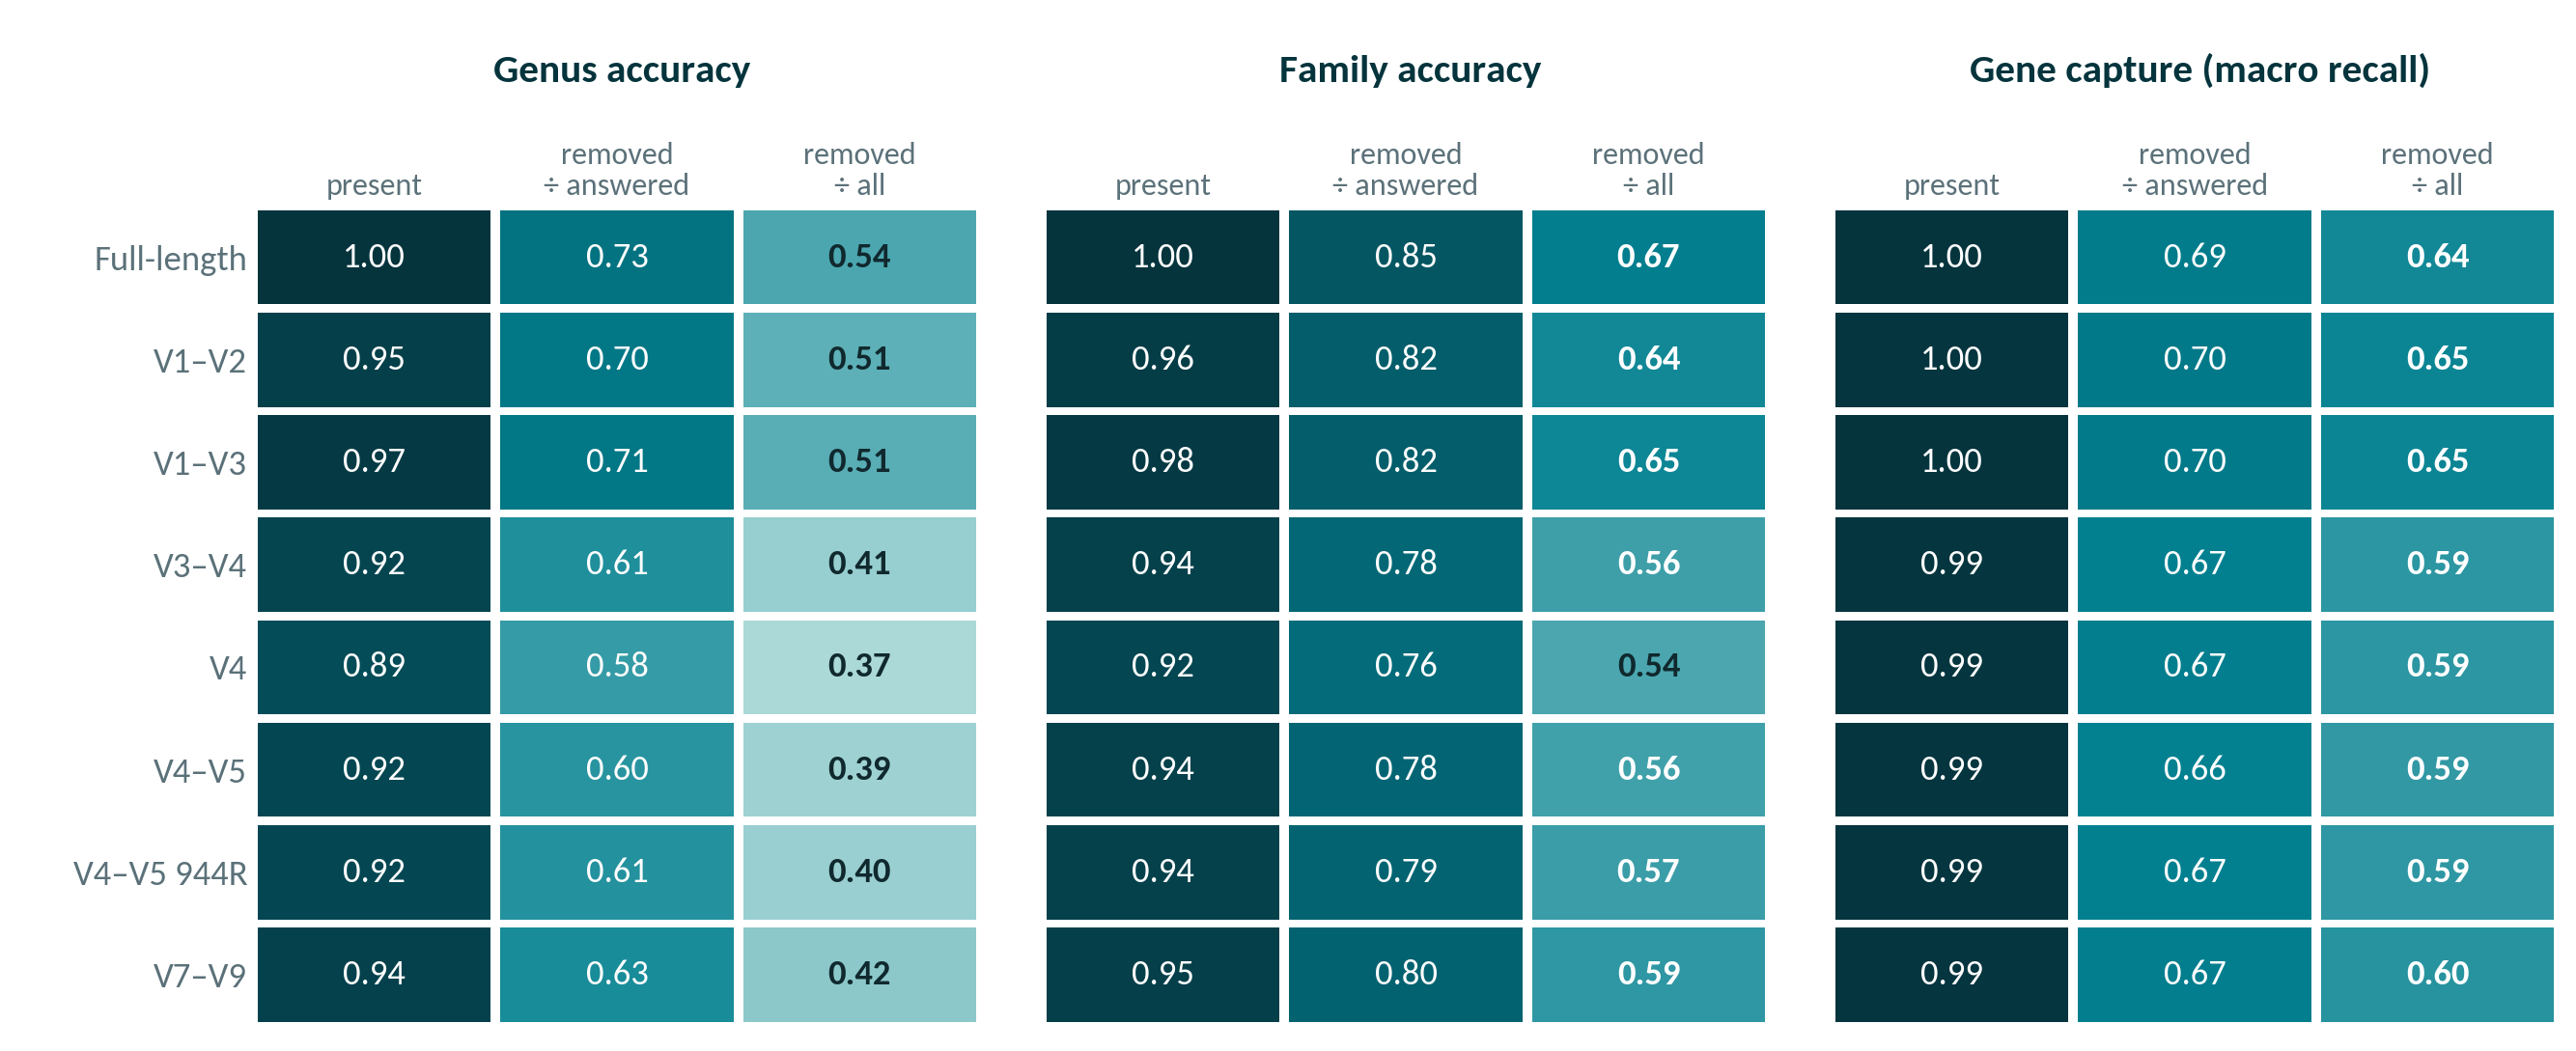 Genus accuracy Family accuracy Gene capture (macro recall)
removed removed removed removed removed removed
present ÷ answered ÷ all present ÷ answered ÷ all present ÷ answered ÷ all
Full-length 1.00 0.73 0.54 1.00 0.85 0.67 1.00 0.69 0.64
V1–V2 0.95 0.70 0.51 0.96 0.82 0.64 1.00 0.70 0.65
V1–V3 0.97 0.71 0.51 0.98 0.82 0.65 1.00 0.70 0.65
V3–V4 0.92 0.61 0.41 0.94 0.78 0.56 0.99 0.67 0.59
V4 0.89 0.58 0.37 0.92 0.76 0.54 0.99 0.67 0.59
V4–V5 0.92 0.60 0.39 0.94 0.78 0.56 0.99 0.66 0.59
V4–V5 944R 0.92 0.61 0.40 0.94 0.79 0.57 0.99 0.67 0.59
V7–V9 0.94 0.63 0.42 0.95 0.80 0.59 0.99 0.67 0.60